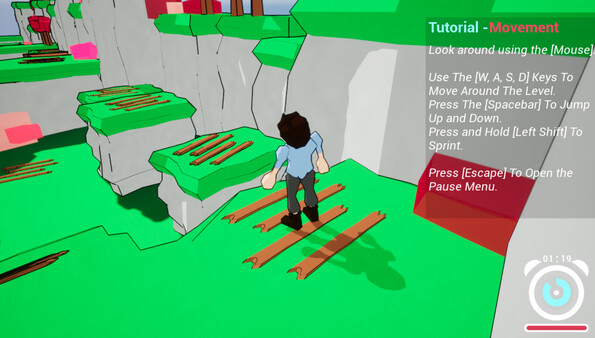 Tutorial -Movement
Look around using the [Mouse]
Use The [W, A, S, D] Keys To
Move Around The Level.
Press The [Spacebar] To Jump
Up and Down.
Press and Hold [Left Shift] To
Sprint.
Press [Escape] To Open the
Pause Menu.
01:19